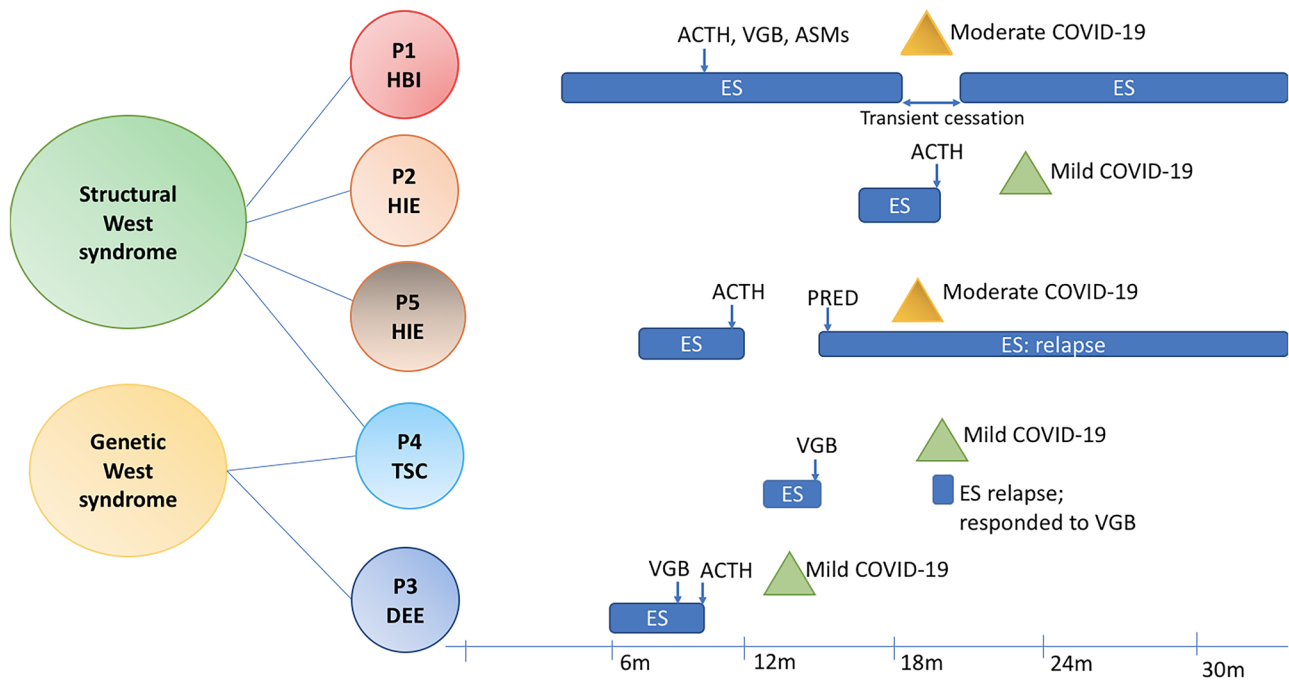 Structural
West
syndrome
Genetic
West
syndrome
P1
HBI
P2
HIE
P5
HIE
P4
TSC
P3
DEE
ACTH, VGB, ASMs
Moderate COVID-19
ES
ES
Transient cessation
ACTH
Mild COVID-19
ES
ACTH
PRED
Moderate COVID-19
ES
ES: relapse
VGB
Mild COVID-19
ES
ES relapse;
responded to VGB
VGB
ACTH
Mild COVID-19
ES
6m
12m
18m
24m
30m